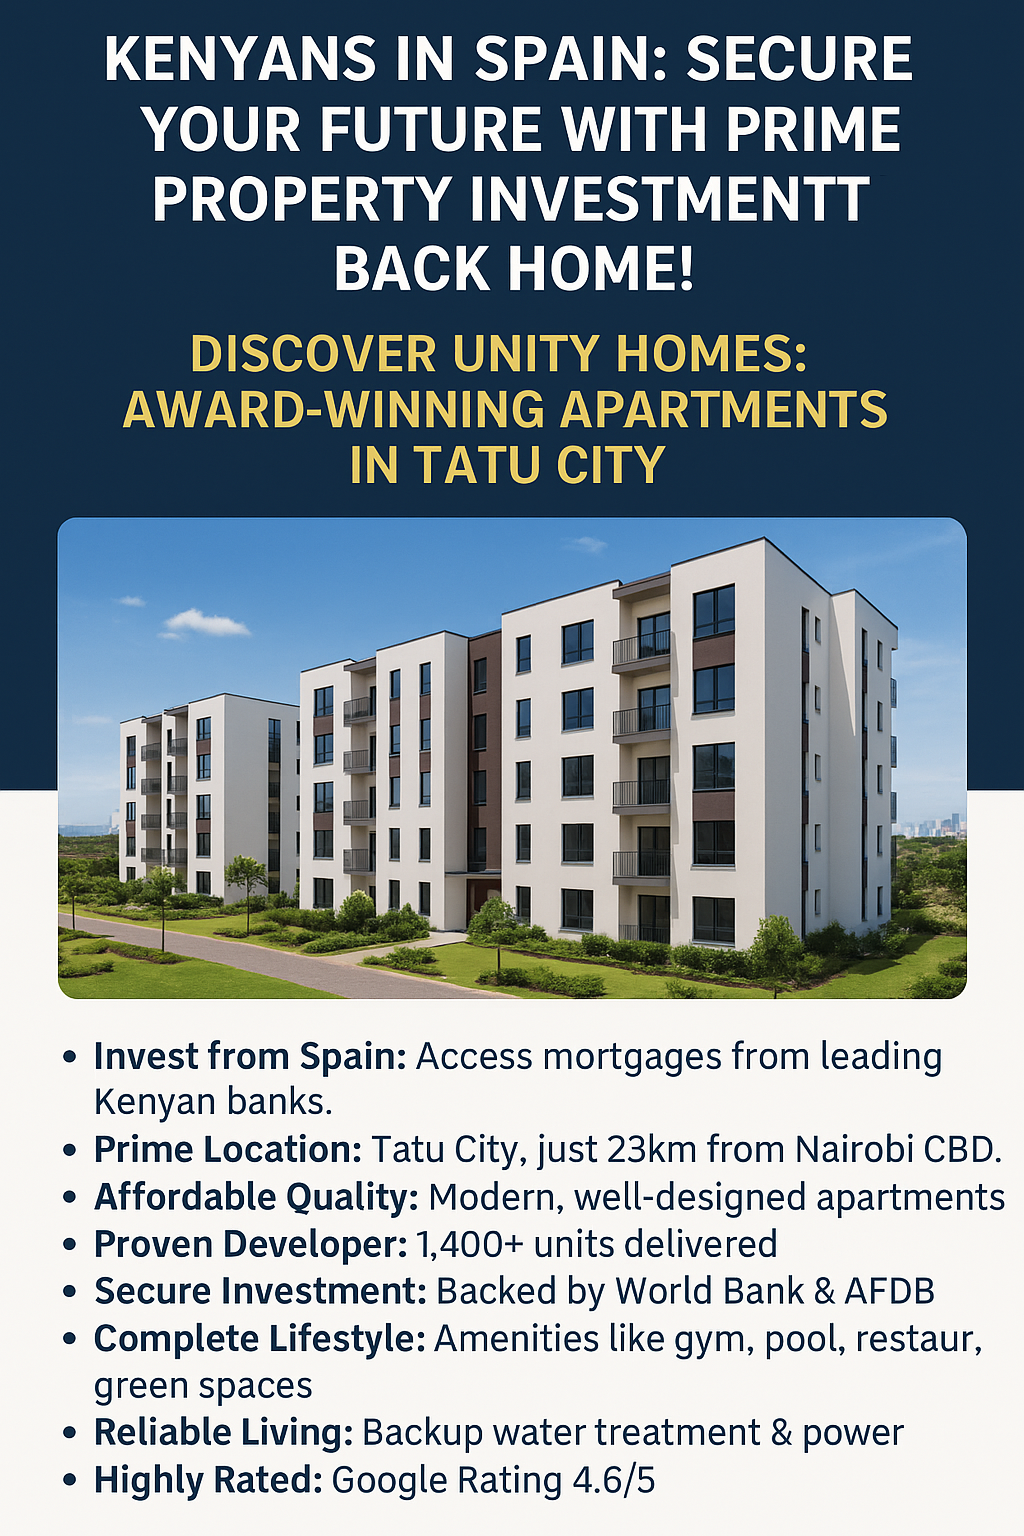 KENYANS IN SPAIN: SECURE
YOUR FUTURE WITH PRIME
PROPERTY INVESTMENTT
BACK HOME!
DISCOVER UNITY HOMES:
AWARD-WINNING APARTMENTS
IN TATU CITY
• Invest from Spain: Access mortgages from leading
Kenyan banks.
• Prime Location: Tatu City, just 23km from Nairobi CBD.
• Affordable Quality: Modern, well-designed apartments
• Proven Developer: 1,400+ units delivered
• Secure Investment: Backed by World Bank & AFDB
• Complete Lifestyle: Amenities like gym, pool, restaur,
green spaces
• Reliable Living: Backup water treatment & power
• Highly Rated: Google Rating 4.6/5